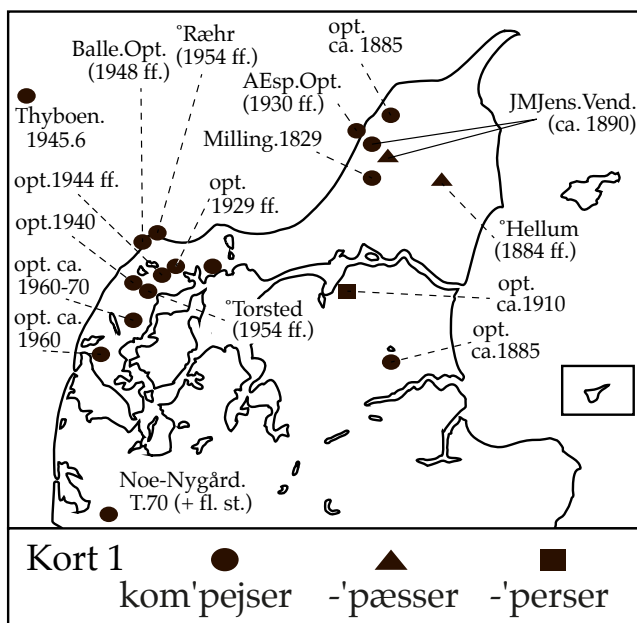 opt.
ca. 1885
°Ræhr
(1954 ff.)
Balle.Opt.
(1948 ff.)
AEsp.Opt.
(1930 ff.)
JMJens.Vend.
(ca. 1890)
Thyboen.
1945.6
Milling.1829
opt.1944 ff.
opt.
1929 ff.
opt.1940
°Hellum
(1884 ff.)
opt. ca.
1960-70
opt.
ca.1910
°Torsted
(1954 ff.)
opt. ca.
1960
opt.
ca.1885
Noe-Nygård.
T.70 (+ fl. st.)
Kort 1
kom'pejser -'pæsser -'perser